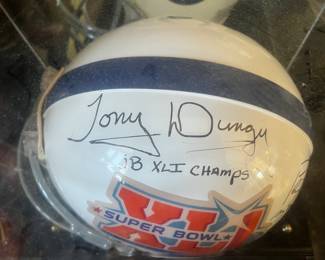 Tony Dungy
SB XLI CHAMPS
XLI
SUPER BOWL